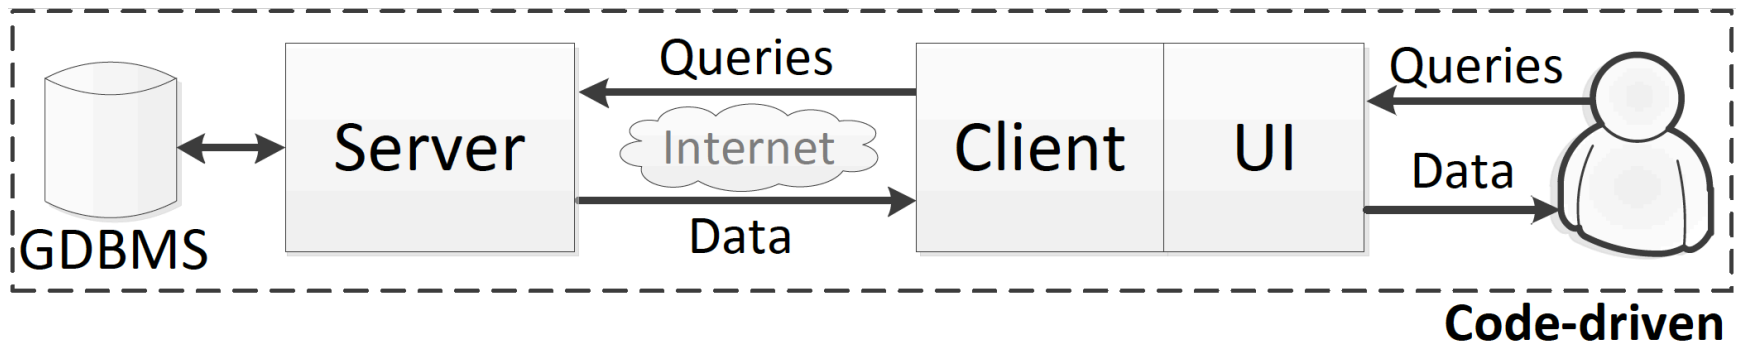 GDBMS
Server
Queries
Internet
Data
Client
UI
Queries
Data
Code-driven